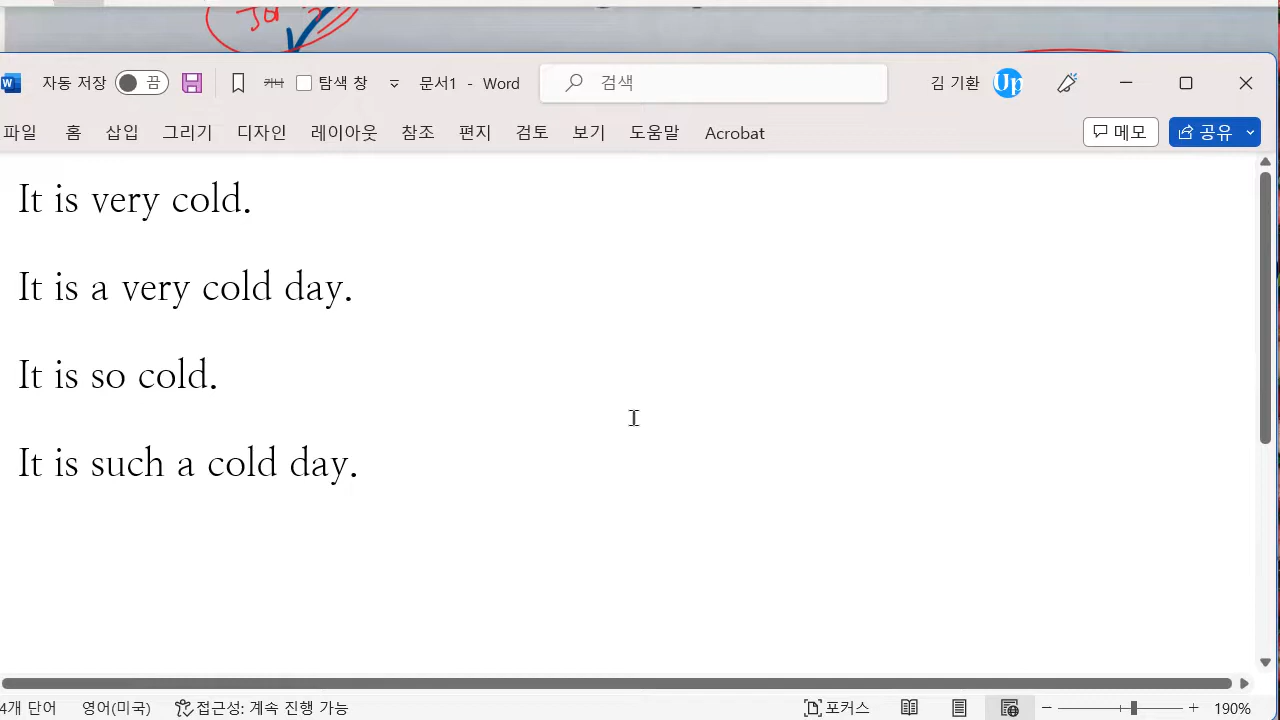 자동 저장 끔 가나 탐색 창 문서1 - Word 검색 김 기환 Up
파일 홈 삽입 그리기 디자인 레이아웃 참조 편지 검토 보기 도움말 Acrobat 메모 공유
It is very cold.
It is a very cold day.
It is so cold.
It is such a cold day.
4개 단어 영어(미국) 접근성: 계속 진행 가능 포커스 190%